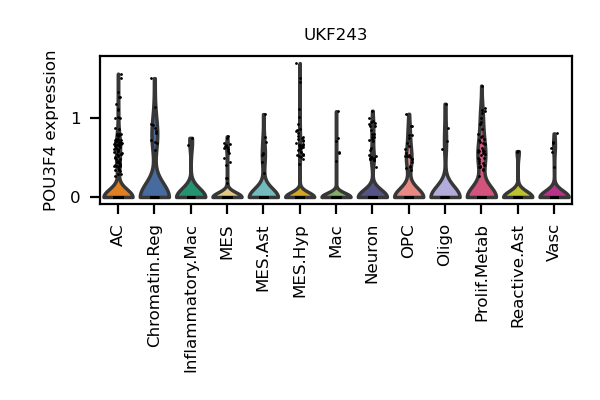 UKF243
POU3F4 expression
1
0
AC
Chromatin.Reg
Inflammatory.Mac
MES
MES.Ast
MES.Hyp
Mac
Neuron
OPC
Oligo
Prolif.Metab
Reactive.Ast
Vasc